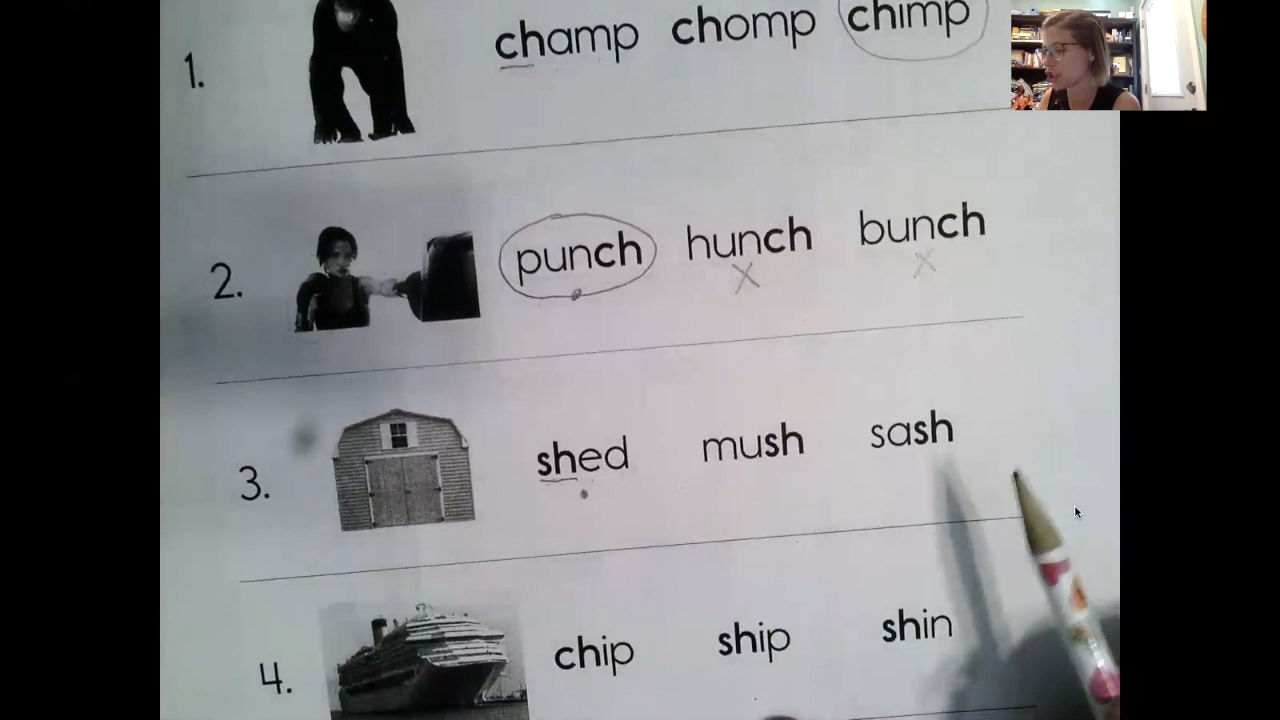 1. champ chomp chimp
2. punch hunch bunch
3. shed mush sash
4. chip ship shin